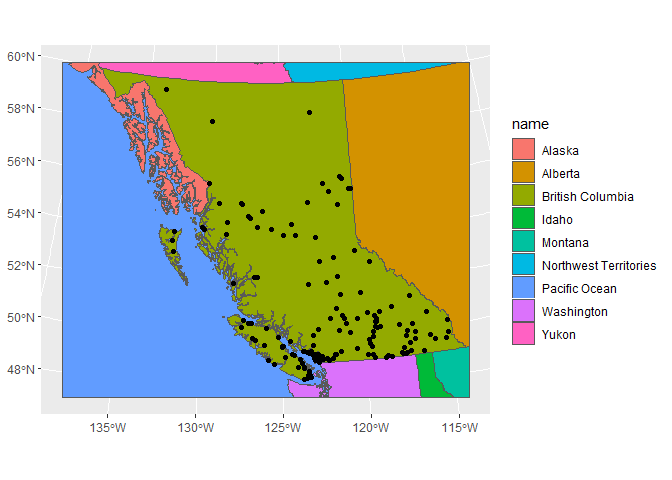 60°N
58°N
56°N
54°N
52°N
50°N
48°N
135°W
130°W
125°W
120°W
115°W
name
Alaska
Alberta
British Columbia
Idaho
Montana
Northwest Territories
Pacific Ocean
Washington
Yukon